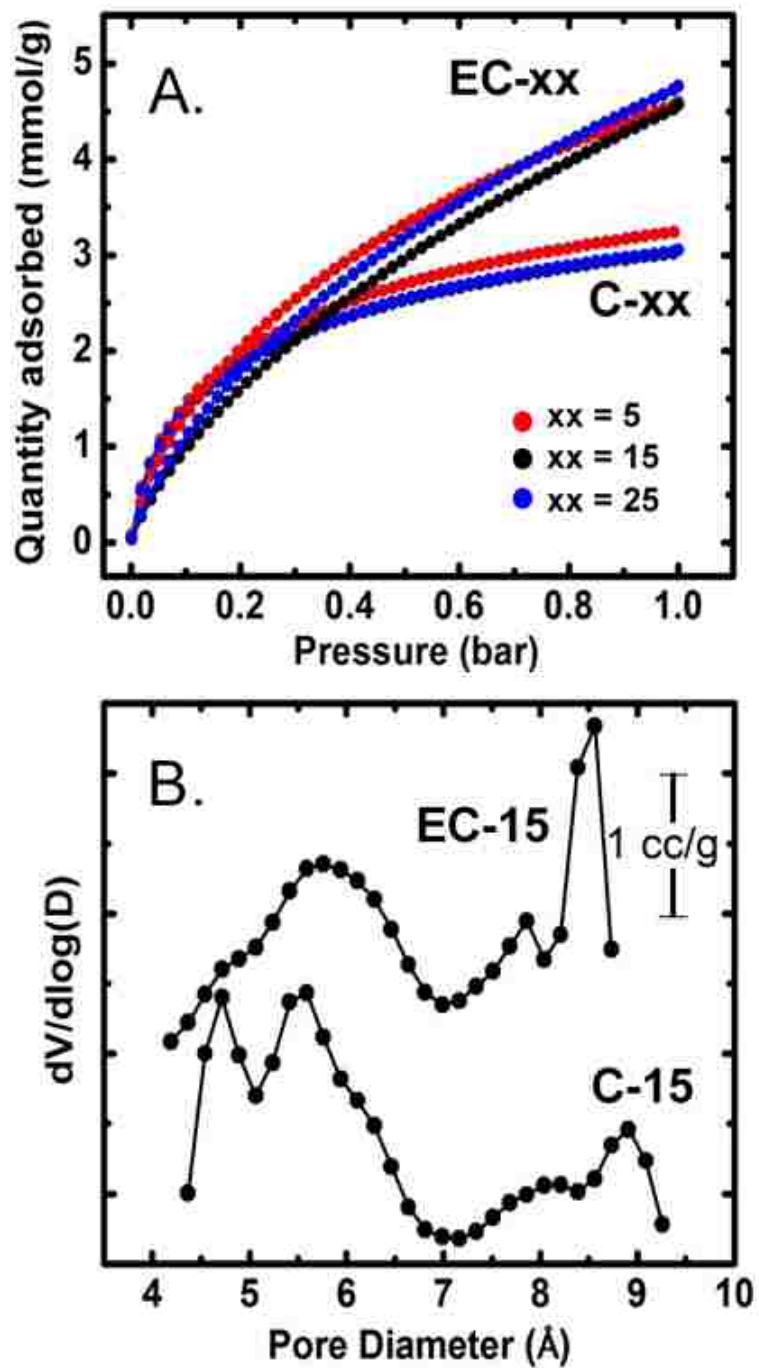 A.
EC-xx
C-xx
xx = 5
xx = 15
xx = 25
Quantity adsorbed (mmol/g)
5
4
3
2
1
0
0.0 0.2 0.4 0.6 0.8 1.0
Pressure (bar)
B.
EC-15
1 cc/g
C-15
dV/dlog(D)
4 5 6 7 8 9 10
Pore Diameter (Å)